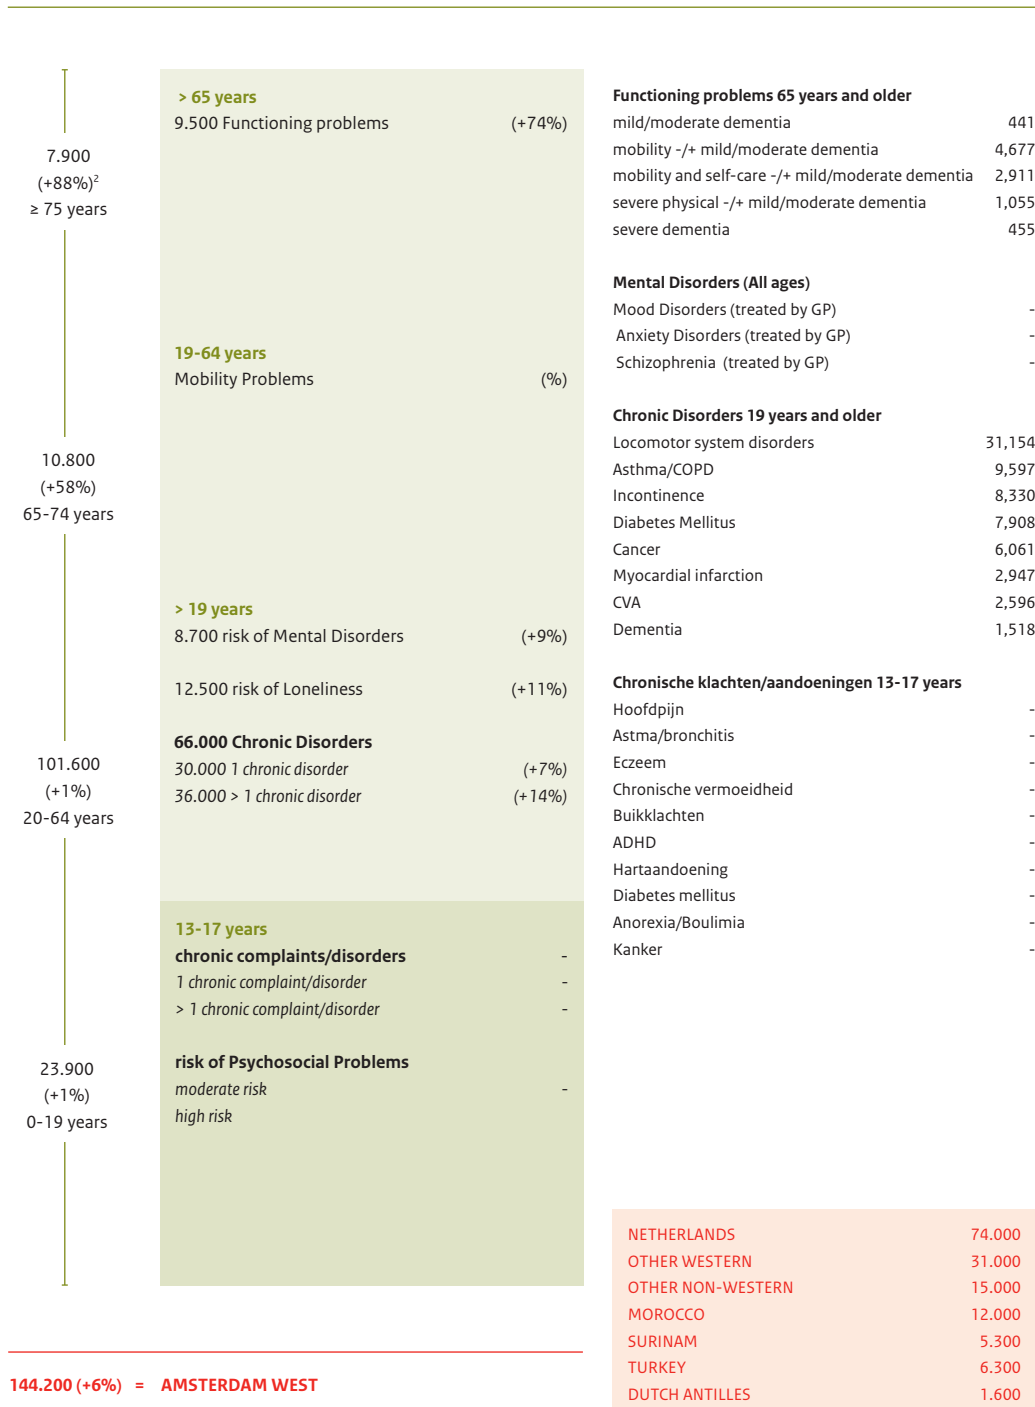 7.900
(+88%)²
≥ 75 years
10.800
(+58%)
65-74 years
101.600
(+1%)
20-64 years
23.900
(+1%)
0-19 years
> 65 years
9.500 Functioning problems (+74%)
19-64 years
Mobility Problems (%)
> 19 years
8.700 risk of Mental Disorders (+9%)
12.500 risk of Loneliness (+11%)
66.000 Chronic Disorders
30.000 1 chronic disorder (+7%)
36.000 > 1 chronic disorder (+14%)
13-17 years
chronic complaints/disorders -
1 chronic complaint/disorder -
> 1 chronic complaint/disorder -
risk of Psychosocial Problems
moderate risk -
high risk
Functioning problems 65 years and older
mild/moderate dementia 441
mobility -/+ mild/moderate dementia 4,677
mobility and self-care -/+ mild/moderate dementia 2,911
severe physical -/+ mild/moderate dementia 1,055
severe dementia 455
Mental Disorders (All ages)
Mood Disorders (treated by GP) -
Anxiety Disorders (treated by GP) -
Schizophrenia (treated by GP) -
Chronic Disorders 19 years and older
Locomotor system disorders 31,154
Asthma/COPD 9,597
Incontinence 8,330
Diabetes Mellitus 7,908
Cancer 6,061
Myocardial infarction 2,947
CVA 2,596
Dementia 1,518
Chronische klachten/aandoeningen 13-17 years
Hoofdpijn -
Astma/bronchitis -
Eczeem -
Chronische vermoeidheid -
Buikklachten -
ADHD -
Hartaandoening -
Diabetes mellitus -
Anorexia/Boulimia -
Kanker -
NETHERLANDS 74.000
OTHER WESTERN 31.000
OTHER NON-WESTERN 15.000
MOROCCO 12.000
SURINAM 5.300
TURKEY 6.300
DUTCH ANTILLES 1.600
144.200 (+6%) = AMSTERDAM WEST